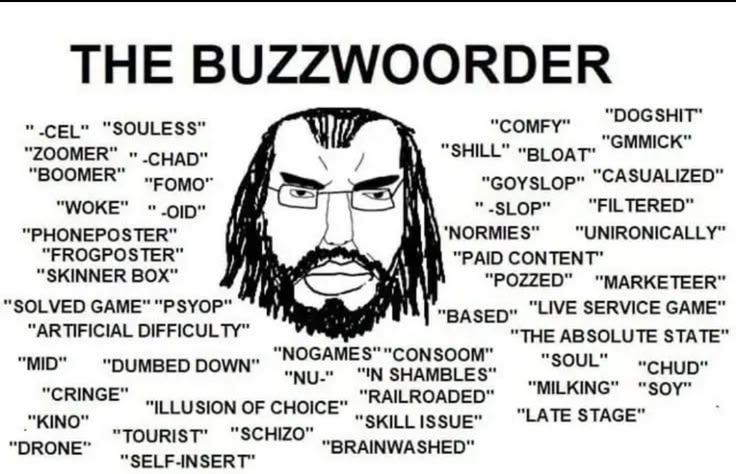 THE BUZZWOORDER
" -CEL" "SOULESS"
"ZOOMER" " -CHAD"
"BOOMER"
"FOMO"
"WOKE" " -OID"
"PHONEPOSTER"
"FROGPOSTER"
"SKINNER BOX"
"SOLVED GAME" "PSYOP"
"ARTIFICIAL DIFFICULTY"
"COMFY" "DOGSHIT"
"SHILL" "BLOAT" "GMMICK"
"GOYSLOP" "CASUALIZED"
" -SLOP" "FILTERED"
"NORMIES" "UNIRONICALLY"
"PAID CONTENT"
"POZZED" "MARKETEER"
"BASED" "LIVE SERVICE GAME"
"THE ABSOLUTE STATE"
"MID" "DUMBED DOWN" "NOGAMES" "CONSOOM" "SOUL" "CHUD"
"NU-" "IN SHAMBLES"
"CRINGE" "RAILROADED" "MILKING" "SOY"
"ILLUSION OF CHOICE"
"KINO" "SKILL ISSUE" "LATE STAGE"
"DRONE" "TOURIST" "SCHIZO" "BRAINWASHED"
"SELF-INSERT"